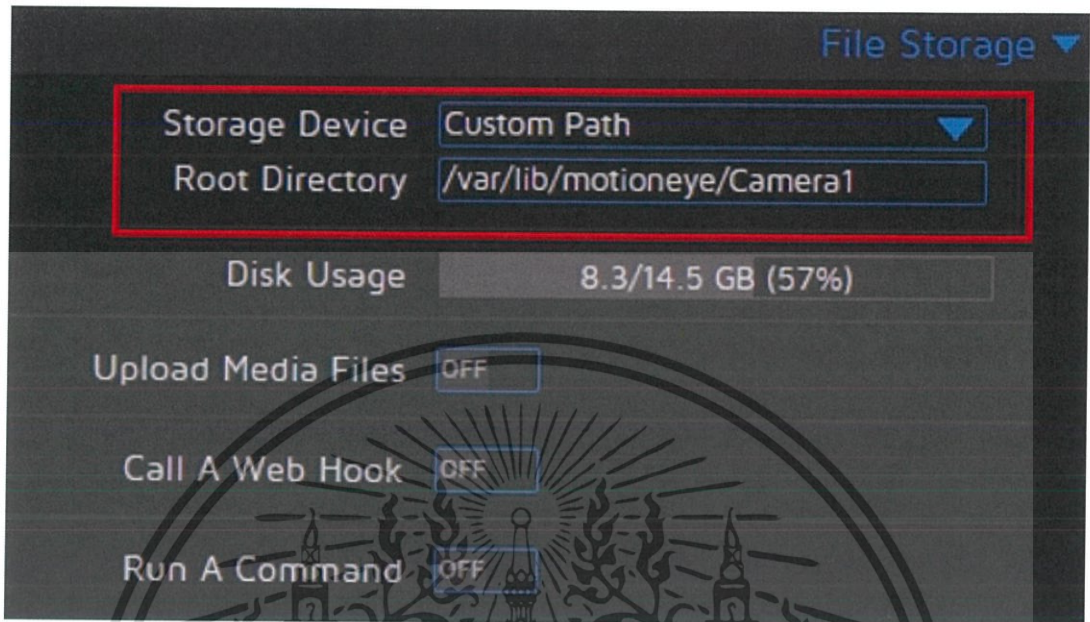 File Storage
Storage Device Custom Path
Root Directory /var/lib/motioneye/Camera1
Disk Usage 8.3/14.5 GB (57%)
Upload Media Files OFF
Call A Web Hook OFF
Run A Command OFF